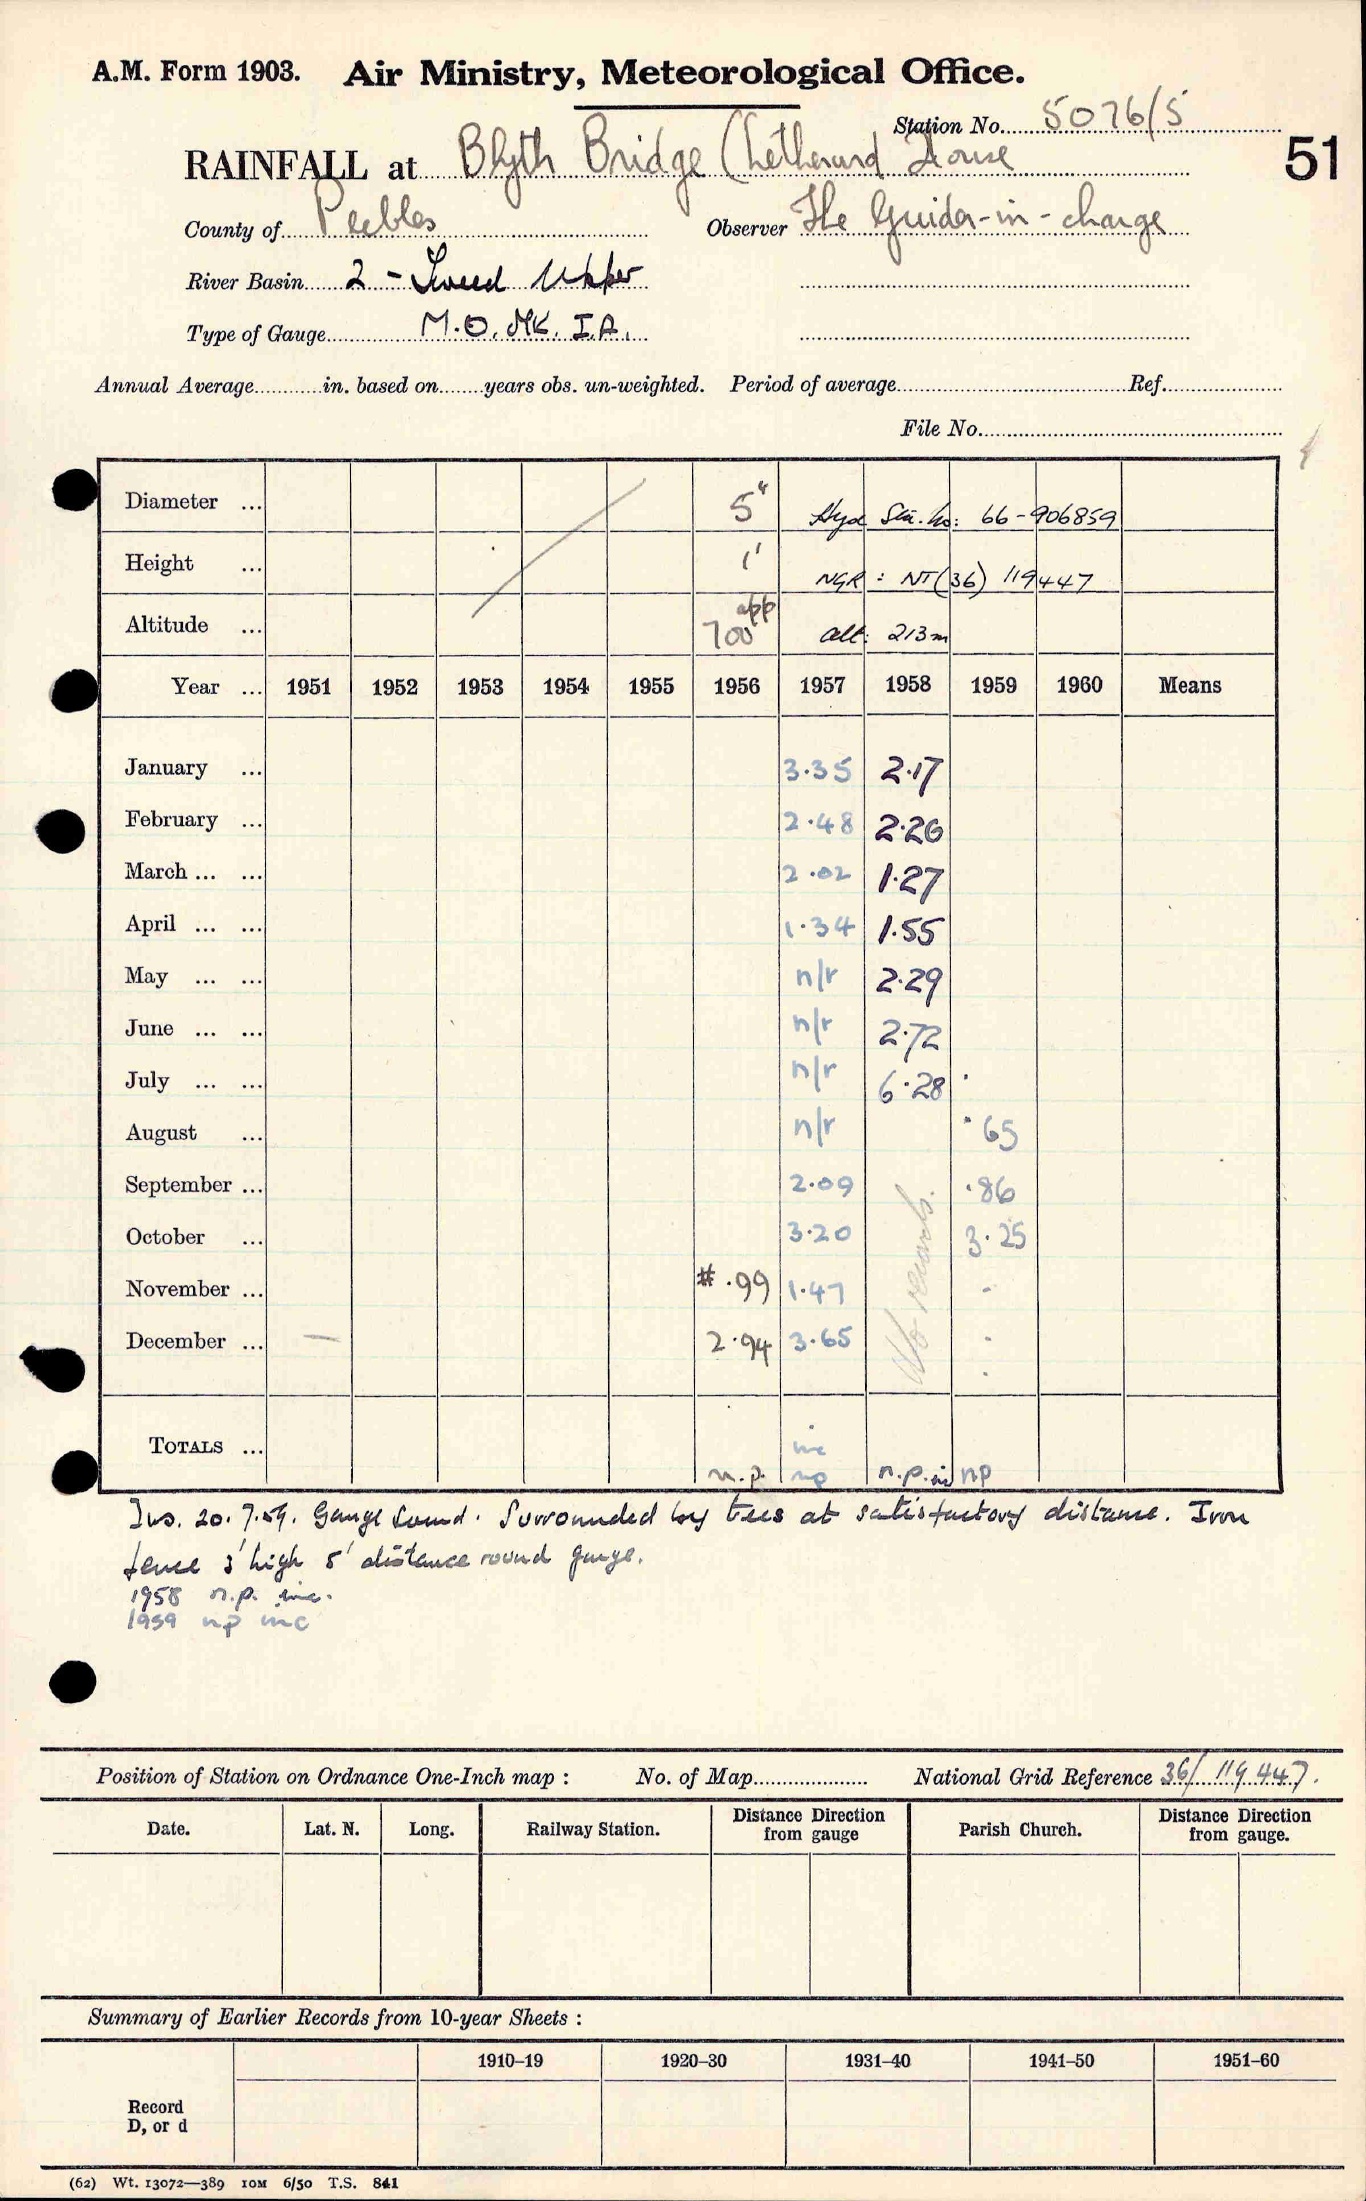 A.M. Form 1903. Air Ministry, Meteorological Office.
Station No. 5076/5
51
RAINFALL at Blyth Bridge (Netherurd House
County of Peebles Observer The Guider-in-charge
River Basin 2 - Tweed Upper
Type of Gauge M.O. MK. IA.
Annual Average in. based on years obs. un-weighted. Period of average Ref.
File No.
Diameter ... 5" Hyd Stn. No: 66-906859
Height ... 1' NGR : NT(36) 119447
Altitude ... 700 app alt: 213m
Year ... 1951 1952 1953 1954 1955 1956 1957 1958 1959 1960 Means
January ... 3.35 2.17
February ... 2.48 2.26
March ... ... 2.02 1.27
April ... ... 1.34 1.55
May ... ... n/r 2.29
June ... ... n/r 2.72
July ... ... n/r 6.28 .
August ... n/r .65
September ... 2.09 .86
October ... 3.20 3.25
November ... # .99 1.47 -
December ... - 2.94 3.65 -
No records.
TOTALS ... inc
n.p. np n.p. in np
Ins. 20.7.59. Gauge sound. Surrounded by trees at satisfactory distance. Iron
fence 3' high 5' distance round gauge.
1958 n.p. inc.
1959 np inc
Position of Station on Ordnance One-Inch map : No. of Map National Grid Reference 36/ 119 447.
Date. Lat. N. Long. Railway Station. Distance Direction from gauge Parish Church. Distance Direction from gauge.
Summary of Earlier Records from 10-year Sheets :
1910–19 1920–30 1931–40 1941–50 1951–60
Record
D, or d
(62) Wt. 13072—389 10M 6/50 T.S. 841